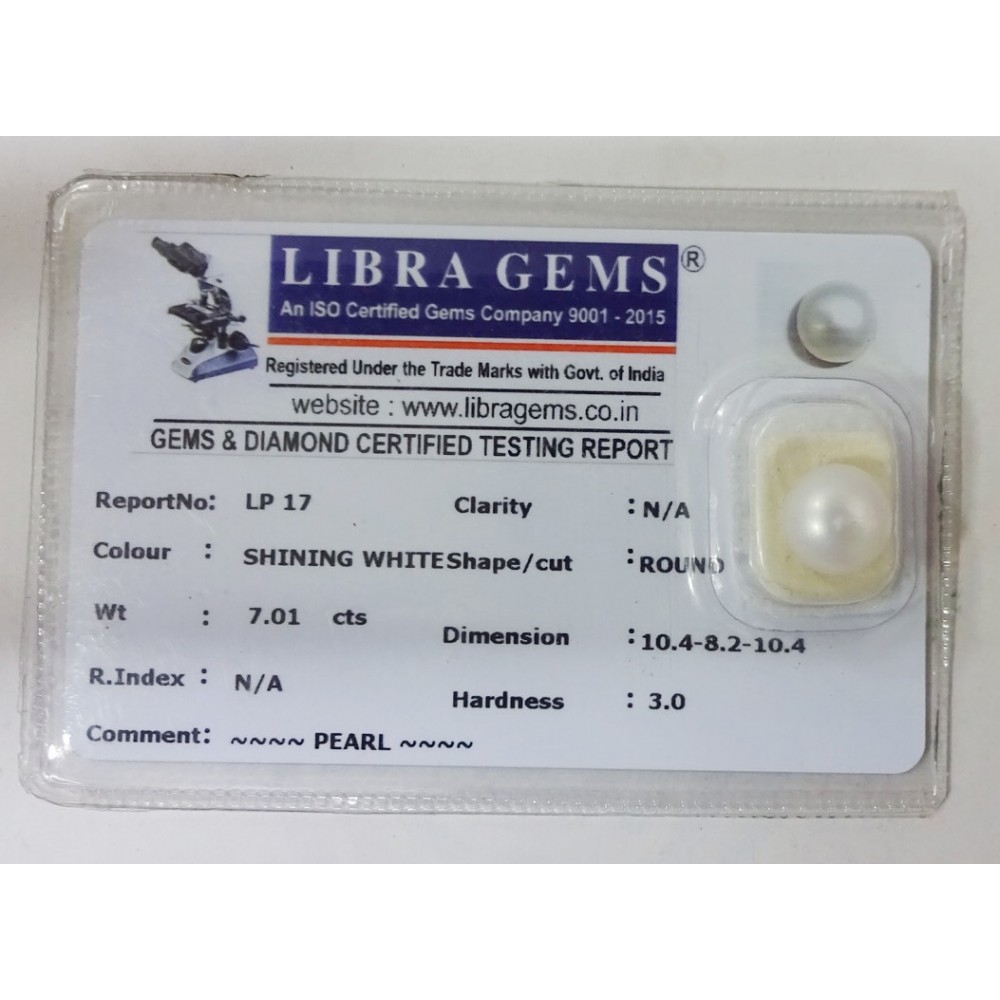 LIBRA GEMS ®
An ISO Certified Gems Company 9001 - 2015
Registered Under the Trade Marks with Govt. of India
website : www.libragems.co.in
GEMS & DIAMOND CERTIFIED TESTING REPORT
ReportNo: LP 17 Clarity : N/A
Colour : SHINING WHITE Shape/cut : ROUND
Wt : 7.01 cts Dimension : 10.4-8.2-10.4
R.Index : N/A Hardness : 3.0
Comment: ~~~~ PEARL ~~~~